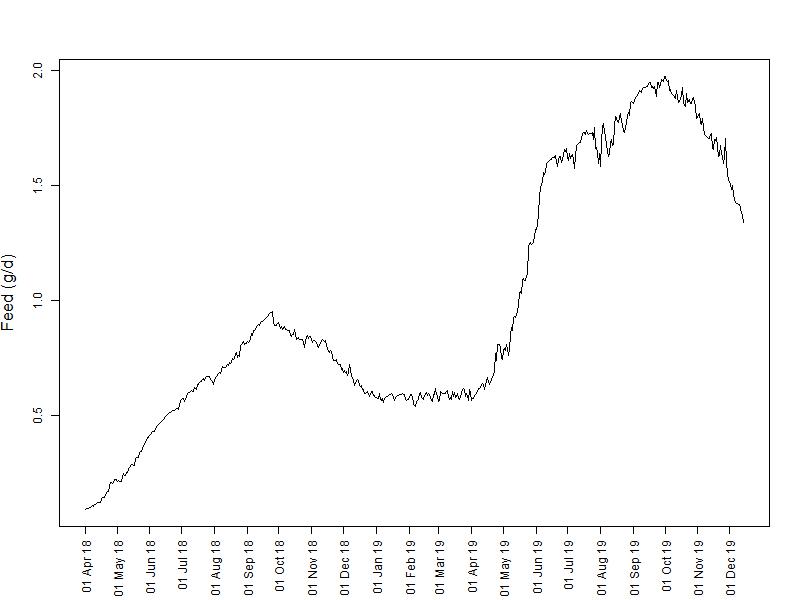 Feed (g/d)
2.0
1.5
1.0
0.5
01 Apr 18
01 May 18
01 Jun 18
01 Jul 18
01 Aug 18
01 Sep 18
01 Oct 18
01 Nov 18
01 Dec 18
01 Jan 19
01 Feb 19
01 Mar 19
01 Apr 19
01 May 19
01 Jun 19
01 Jul 19
01 Aug 19
01 Sep 19
01 Oct 19
01 Nov 19
01 Dec 19